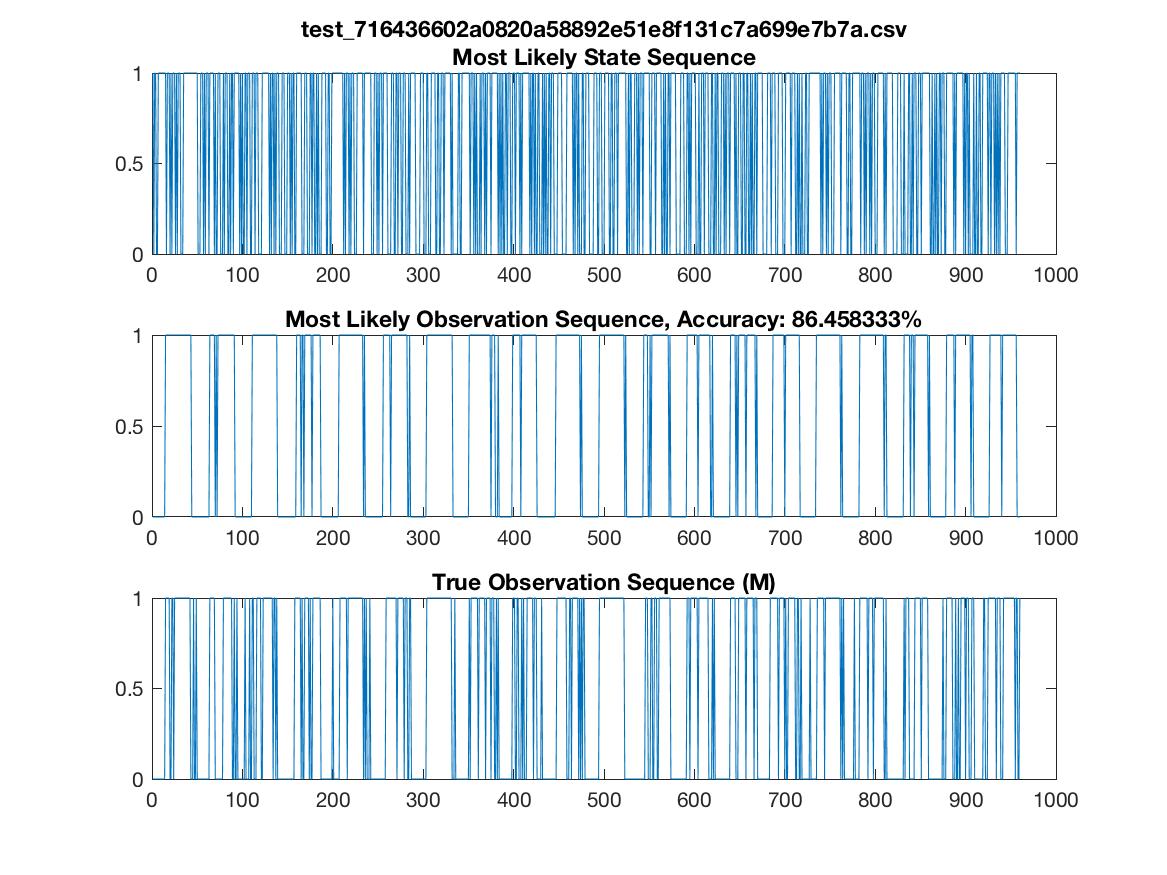 test_716436602a0820a58892e51e8f131c7a699e7b7a.csv
Most Likely State Sequence
1
0.5
0
0 100 200 300 400 500 600 700 800 900 1000
Most Likely Observation Sequence, Accuracy: 86.458333%
1
0.5
0
0 100 200 300 400 500 600 700 800 900 1000
True Observation Sequence (M)
1
0.5
0
0 100 200 300 400 500 600 700 800 900 1000